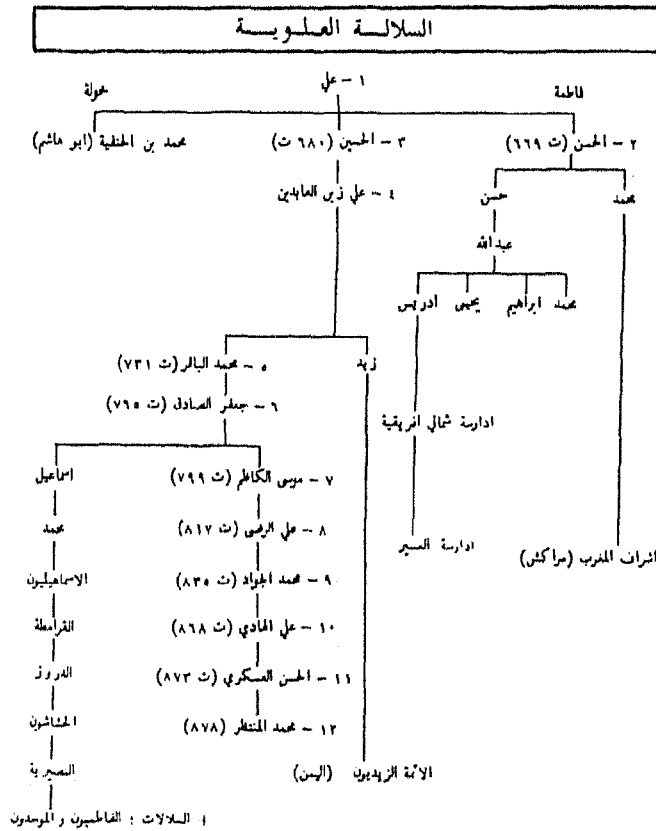 السلالة العلوية
١ - علي
فاطمة
خولة
٢ - الحسن (ت ٦٦٩)
٣ - الحسين (٦٨٠ ت)
محمد بن الحنفية (ابو هاشم)
٤ - علي زين العابدين
محمد
حسن
عبدالله
محمد
ابراهيم
يحيى
ادريس
زيد
٥ - محمد الباقر (ت ٧٣١)
٦ - جعفر الصادق (ت ٧٦٥)
ادارسة شمالي افريقية
٧ - موسى الكاظم (ت ٧٩٩)
اسماعيل
٨ - علي الرضى (ت ٨١٧)
محمد
ادارسة العسير
اشراف المغرب (مراكش)
٩ - محمد الجواد (ت ٨٣٥)
الاسماعيليون
١٠ - علي الهادي (ت ٨٦٨)
القرامطة
١١ - الحسن العسكري (ت ٨٧٣)
الدروز
١٢ - محمد المنتظر (٨٧٨)
الحشاشون
الائمة الزيديون (اليمن)
النصيرية
السلالات : الفاطميون و الموحدون